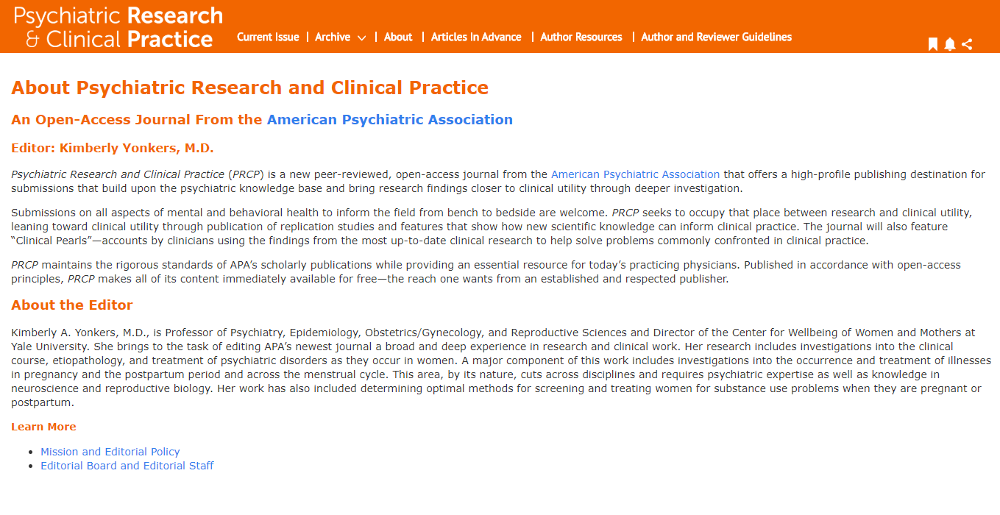 Psychiatric Research
& Clinical Practice
Current Issue | Archive | About | Articles In Advance | Author Resources | Author and Reviewer Guidelines
About Psychiatric Research and Clinical Practice
An Open-Access Journal From the American Psychiatric Association
Editor: Kimberly Yonkers, M.D.
Psychiatric Research and Clinical Practice (PRCP) is a new peer-reviewed, open-access journal from the American Psychiatric Association that offers a high-profile publishing destination for
submissions that build upon the psychiatric knowledge base and bring research findings closer to clinical utility through deeper investigation.
Submissions on all aspects of mental and behavioral health to inform the field from bench to bedside are welcome. PRCP seeks to occupy that place between research and clinical utility,
leaning toward clinical utility through publication of replication studies and features that show how new scientific knowledge can inform clinical practice. The journal will also feature
“Clinical Pearls”—accounts by clinicians using the findings from the most up-to-date clinical research to help solve problems commonly confronted in clinical practice.
PRCP maintains the rigorous standards of APA’s scholarly publications while providing an essential resource for today’s practicing physicians. Published in accordance with open-access
principles, PRCP makes all of its content immediately available for free—the reach one wants from an established and respected publisher.
About the Editor
Kimberly A. Yonkers, M.D., is Professor of Psychiatry, Epidemiology, Obstetrics/Gynecology, and Reproductive Sciences and Director of the Center for Wellbeing of Women and Mothers at
Yale University. She brings to the task of editing APA’s newest journal a broad and deep experience in research and clinical work. Her research includes investigations into the clinical
course, etiopathology, and treatment of psychiatric disorders as they occur in women. A major component of this work includes investigations into the occurrence and treatment of illnesses
in pregnancy and the postpartum period and across the menstrual cycle. This area, by its nature, cuts across disciplines and requires psychiatric expertise as well as knowledge in
neuroscience and reproductive biology. Her work has also included determining optimal methods for screening and treating women for substance use problems when they are pregnant or
postpartum.
Learn More
• Mission and Editorial Policy
• Editorial Board and Editorial Staff